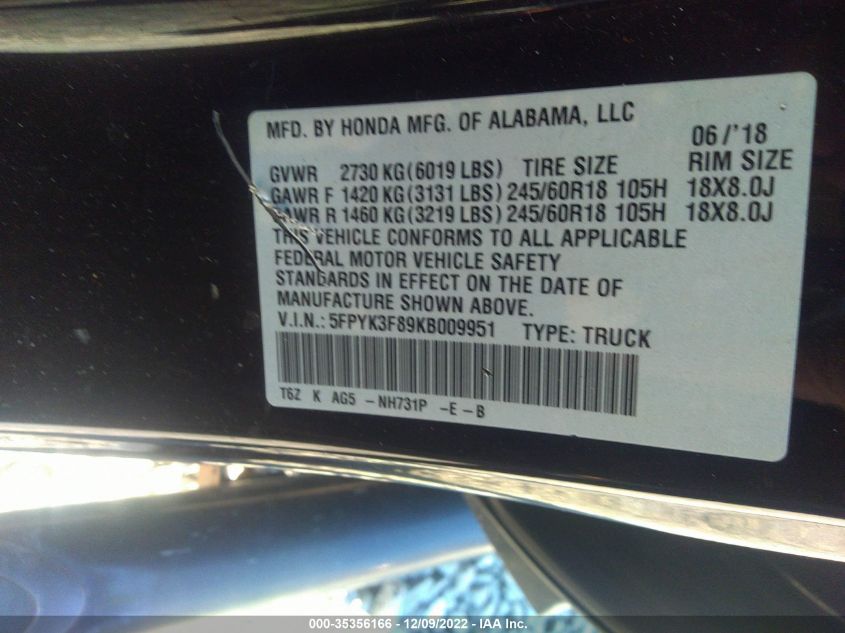 MFD. BY HONDA MFG. OF ALABAMA, LLC 06/'18
GVWR 2730 KG(6019 LBS) TIRE SIZE RIM SIZE
GAWR F 1420 KG(3131 LBS) 245/60R18 105H 18X8.0J
GAWR R 1460 KG(3219 LBS) 245/60R18 105H 18X8.0J
THIS VEHICLE CONFORMS TO ALL APPLICABLE
FEDERAL MOTOR VEHICLE SAFETY
STANDARDS IN EFFECT ON THE DATE OF
MANUFACTURE SHOWN ABOVE.
V.I.N.: 5FPYK3F89KB009951 TYPE: TRUCK
T6Z K AG5 -NH731P -E-B
000-35356166 - 12/09/2022 - IAA Inc.